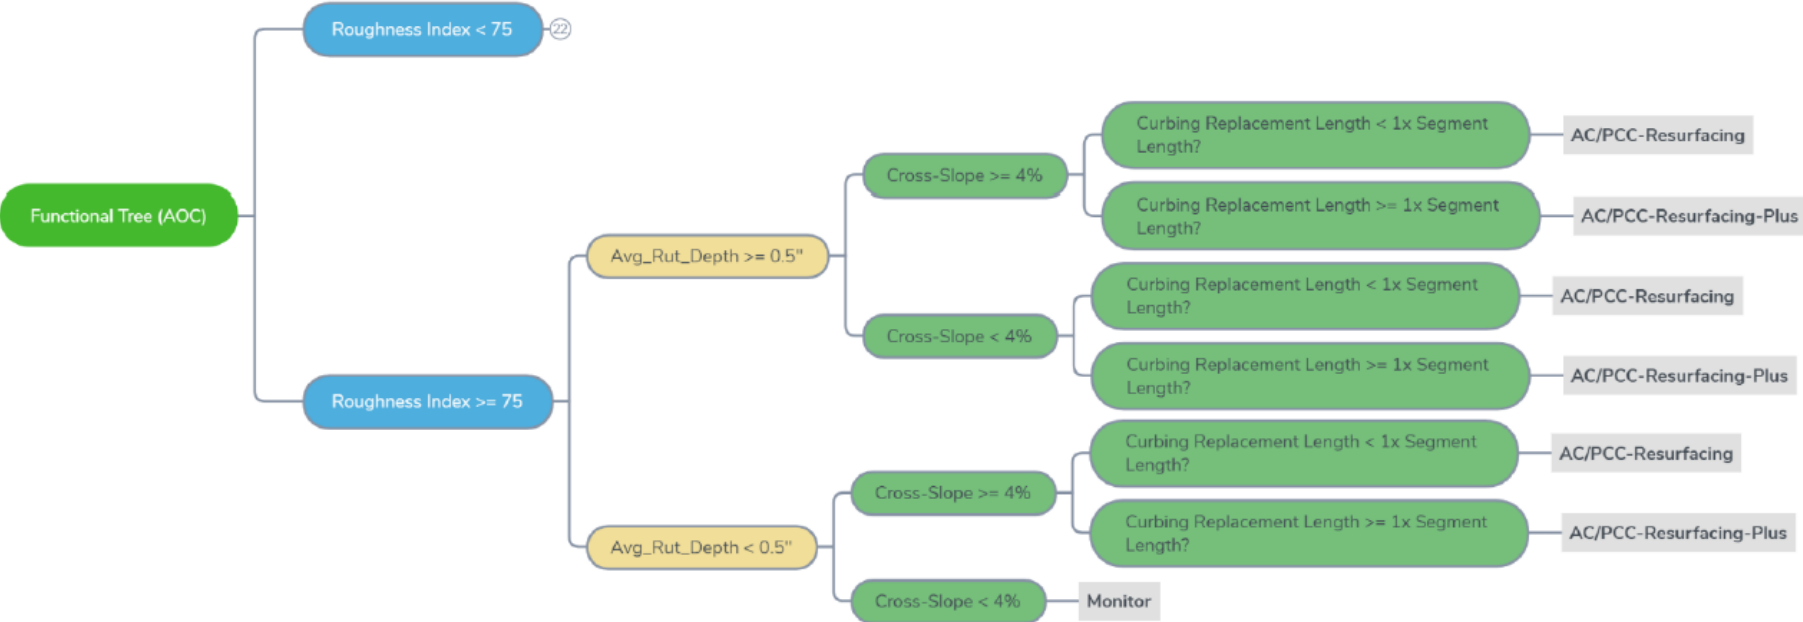 Functional Tree (AOC)
Roughness Index < 75
22
Roughness Index >= 75
Avg_Rut_Depth >= 0.5"
Cross-Slope >= 4%
Curbing Replacement Length < 1x Segment
Length?
AC/PCC-Resurfacing
Curbing Replacement Length >= 1x Segment
Length?
AC/PCC-Resurfacing-Plus
Cross-Slope < 4%
Curbing Replacement Length < 1x Segment
Length?
AC/PCC-Resurfacing
Curbing Replacement Length >= 1x Segment
Length?
AC/PCC-Resurfacing-Plus
Avg_Rut_Depth < 0.5"
Cross-Slope >= 4%
Curbing Replacement Length < 1x Segment
Length?
AC/PCC-Resurfacing
Curbing Replacement Length >= 1x Segment
Length?
AC/PCC-Resurfacing-Plus
Cross-Slope < 4%
Monitor